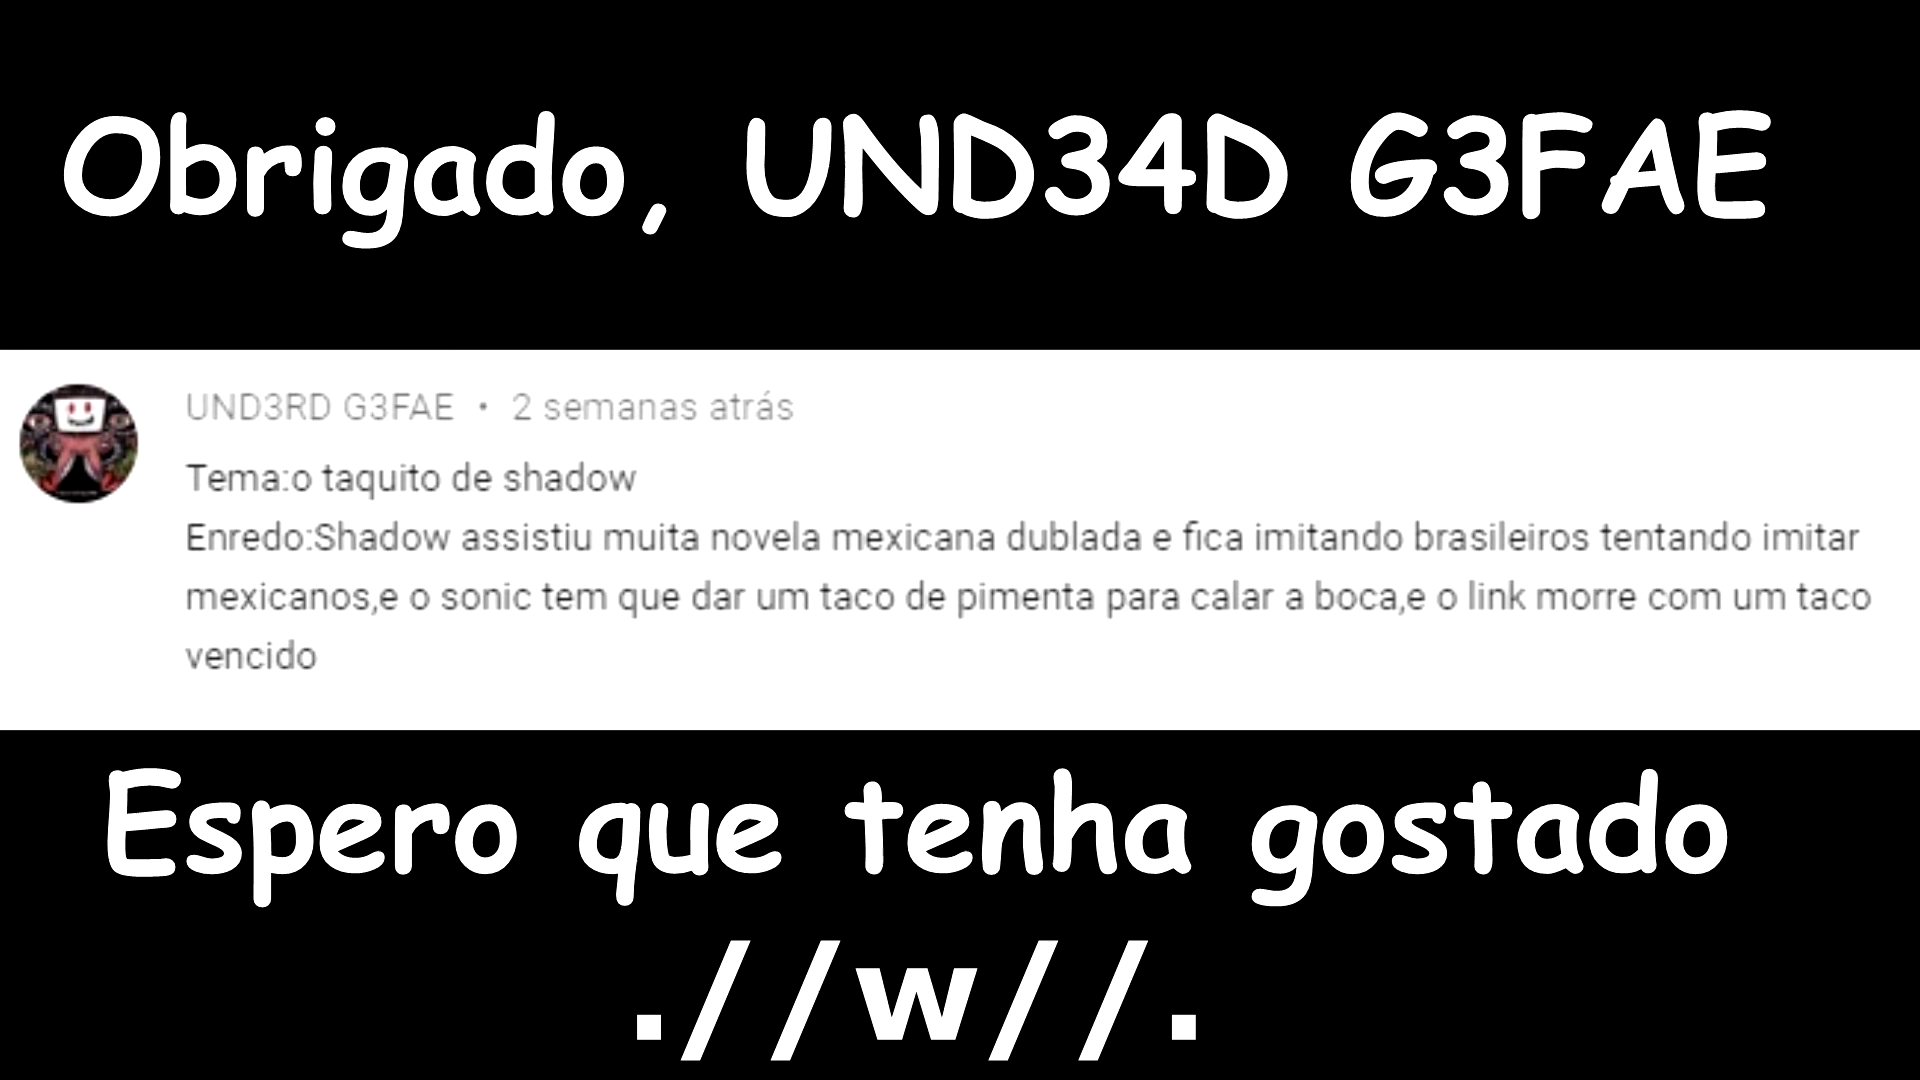 Obrigado, UND34D G3FAE
UND3RD G3FAE • 2 semanas atrás
Tema:o taquito de shadow
Enredo:Shadow assistiu muita novela mexicana dublada e fica imitando brasileiros tentando imitar
mexicanos,e o sonic tem que dar um taco de pimenta para calar a boca,e o link morre com um taco
vencido
Espero que tenha gostado
.//w//.